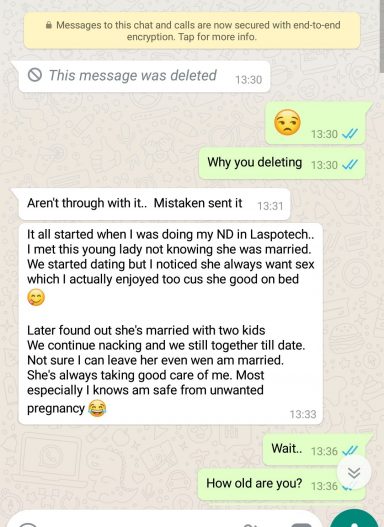 Messages to this chat and calls are now secured with end-to-end
encryption. Tap for more info.
This message was deleted 13:30
😒 13:30
Why you deleting 13:30
Aren't through with it.. Mistaken sent it 13:31
It all started when I was doing my ND in Laspotech..
I met this young lady not knowing she was married.
We started dating but I noticed she always want sex
which I actually enjoyed too cus she good on bed
😋
Later found out she's married with two kids
We continue nacking and we still together till date.
Not sure I can leave her even wen am married.
She's always taking good care of me. Most
especially I knows am safe from unwanted
pregnancy 😂 13:33
Wait.. 13:36
How old are you? 13:36